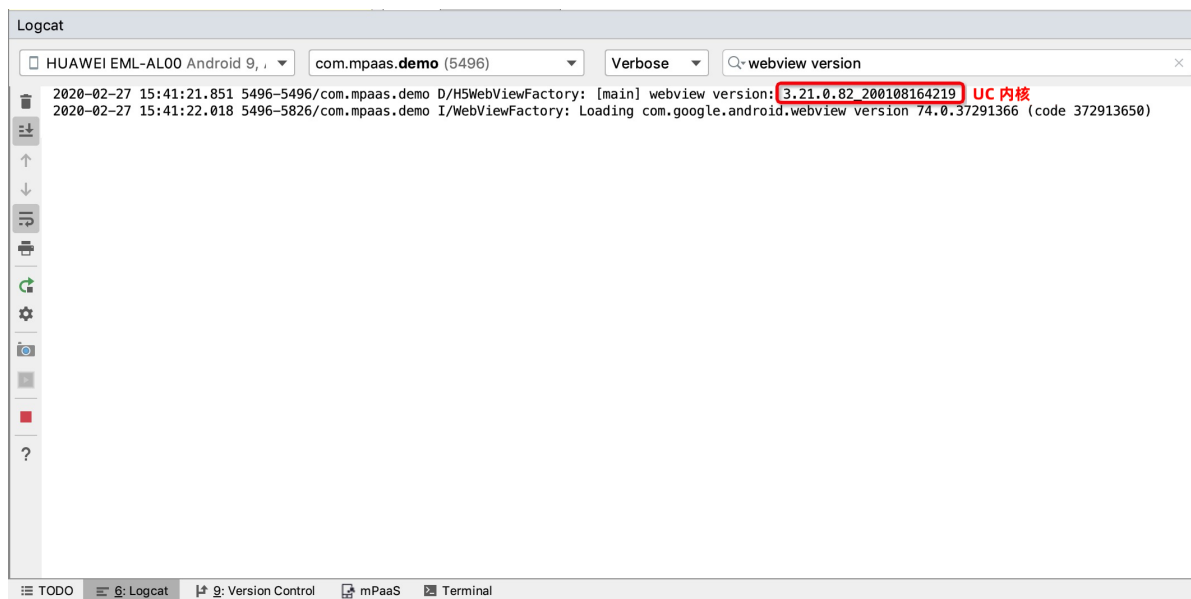 Logcat
HUAWEI EML-AL00 Android 9, com.mpaas.demo (5496) Verbose webview version
2020-02-27 15:41:21.851 5496-5496/com.mpaas.demo D/H5WebViewFactory: [main] webview version: 3.21.0.82_200108164219 UC 内核
2020-02-27 15:41:22.018 5496-5826/com.mpaas.demo I/WebViewFactory: Loading com.google.android.webview version 74.0.37291366 (code 372913650)
?
TODO 6: Logcat 9: Version Control mPaaS Terminal